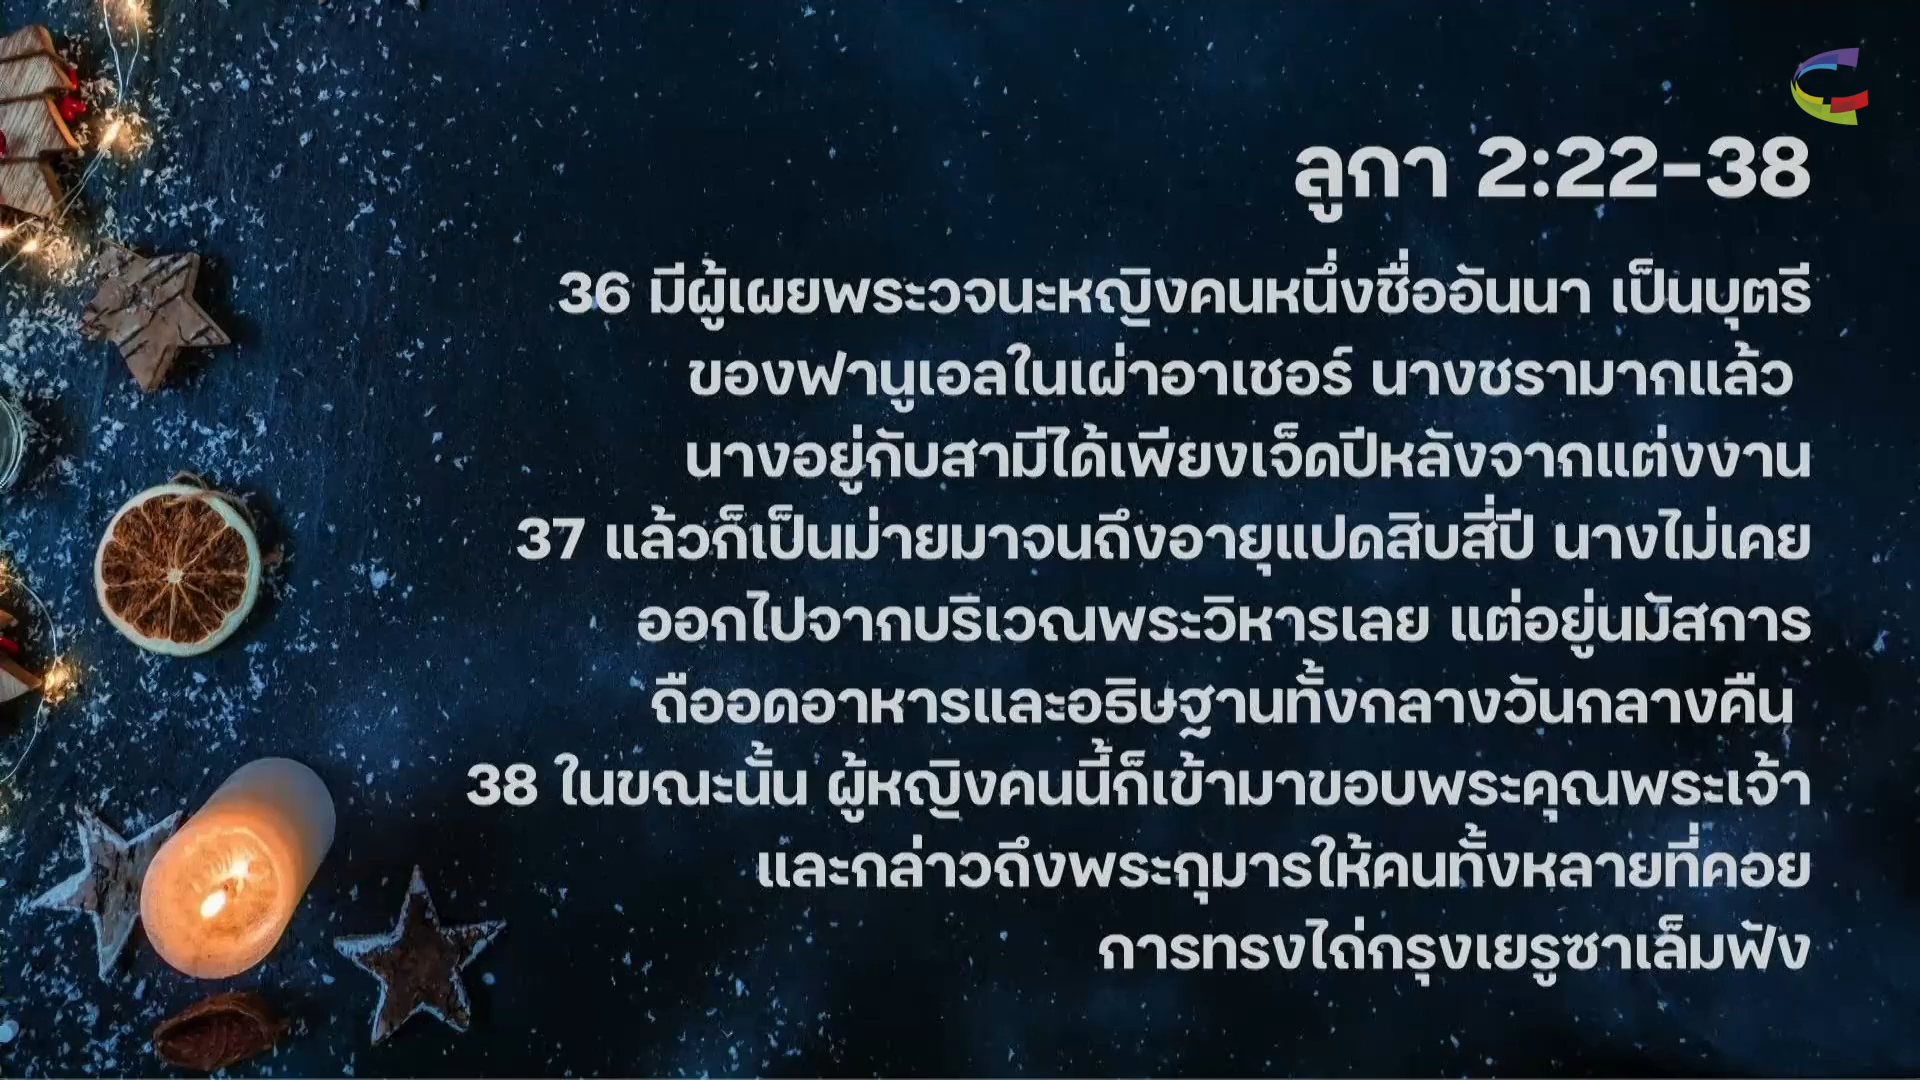 ลูกา 2:22-38
36 มีผู้เผยพระวจนะหญิงคนหนึ่งชื่ออันนา เป็นบุตรี
ของฟานูเอลในเผ่าอาเชอร์ นางชรามากแล้ว
นางอยู่กับสามีได้เพียงเจ็ดปีหลังจากแต่งงาน
37 แล้วก็เป็นม่ายมาจนถึงอายุแปดสิบสี่ปี นางไม่เคย
ออกไปจากบริเวณพระวิหารเลย แต่อยู่นมัสการ
ถืออดอาหารและอธิษฐานทั้งกลางวันกลางคืน
38 ในขณะนั้น ผู้หญิงคนนี้ก็เข้ามาขอบพระคุณพระเจ้า
และกล่าวถึงพระกุมารให้คนทั้งหลายที่คอย
การทรงไถ่กรุงเยรูซาเล็มฟัง